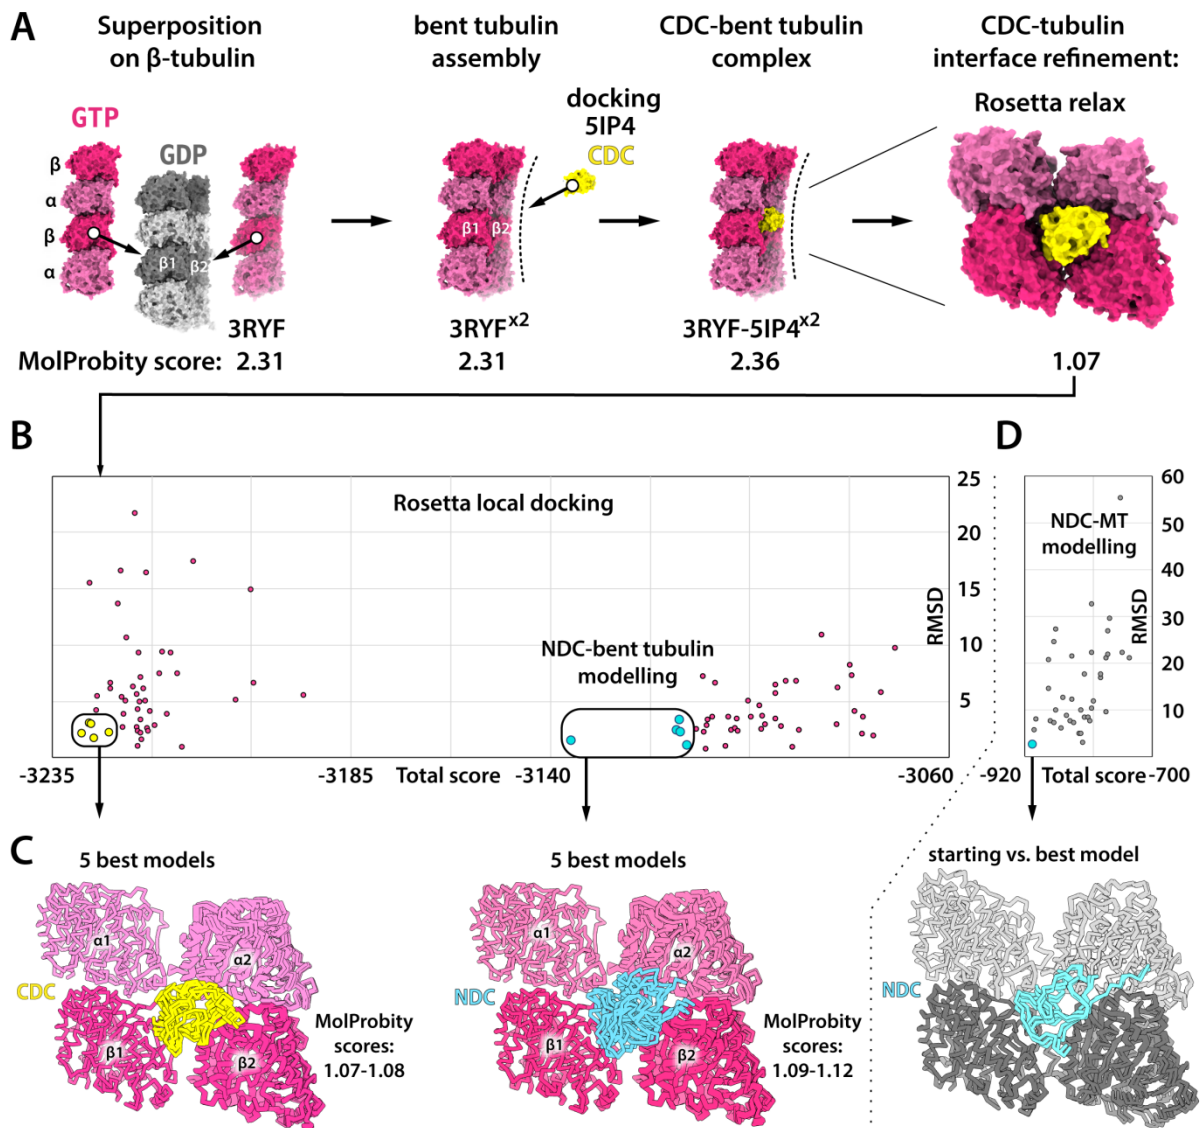 A
Superposition
on β-tubulin
bent tubulin
assembly
CDC-bent tubulin
complex
CDC-tubulin
interface refinement:
Rosetta relax
GTP
GDP
docking
5IP4
CDC
β
α
β
α
β1
β2
β1
β2
3RYF
3RYFx2
3RYF-5IP4x2
MolProbity score:
2.31
2.31
2.36
1.07
B
Rosetta local docking
NDC-bent tubulin
modelling
25
20
15
10
5
RMSD
-3235
-3185
Total score
-3140
-3060
D
NDC-MT
modelling
60
50
40
30
20
10
RMSD
-920
Total score
-700
C
5 best models
α1
α2
CDC
β1
β2
MolProbity
scores:
1.07-1.08
5 best models
α1
α2
NDC
β1
β2
MolProbity
scores:
1.09-1.12
starting vs. best model
NDC